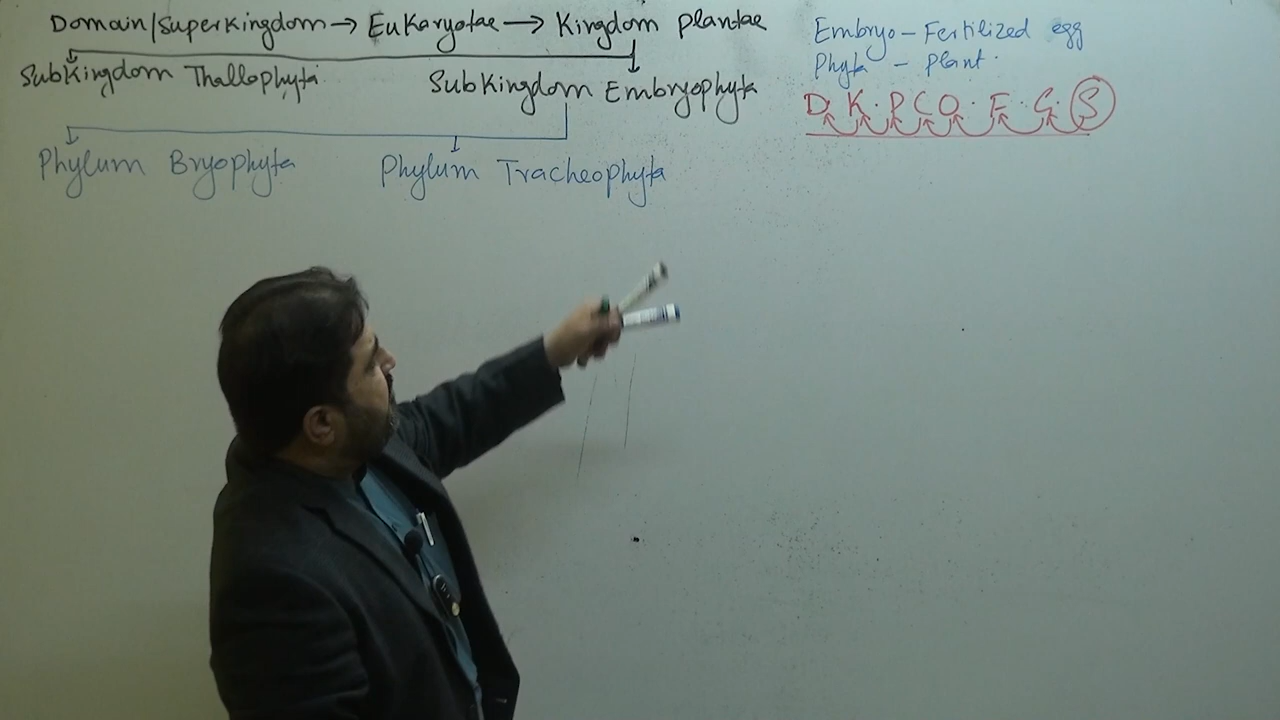 Domain/Superkingdom → Eukaryotae → Kingdom plantae
Subkingdom Thallophyta
Subkingdom Embryophyta
Phylum Bryophyta
Phylum Tracheophyta
Embryo - Fertilized egg
Phyta - plant.
D. K. P C O. F. G. S